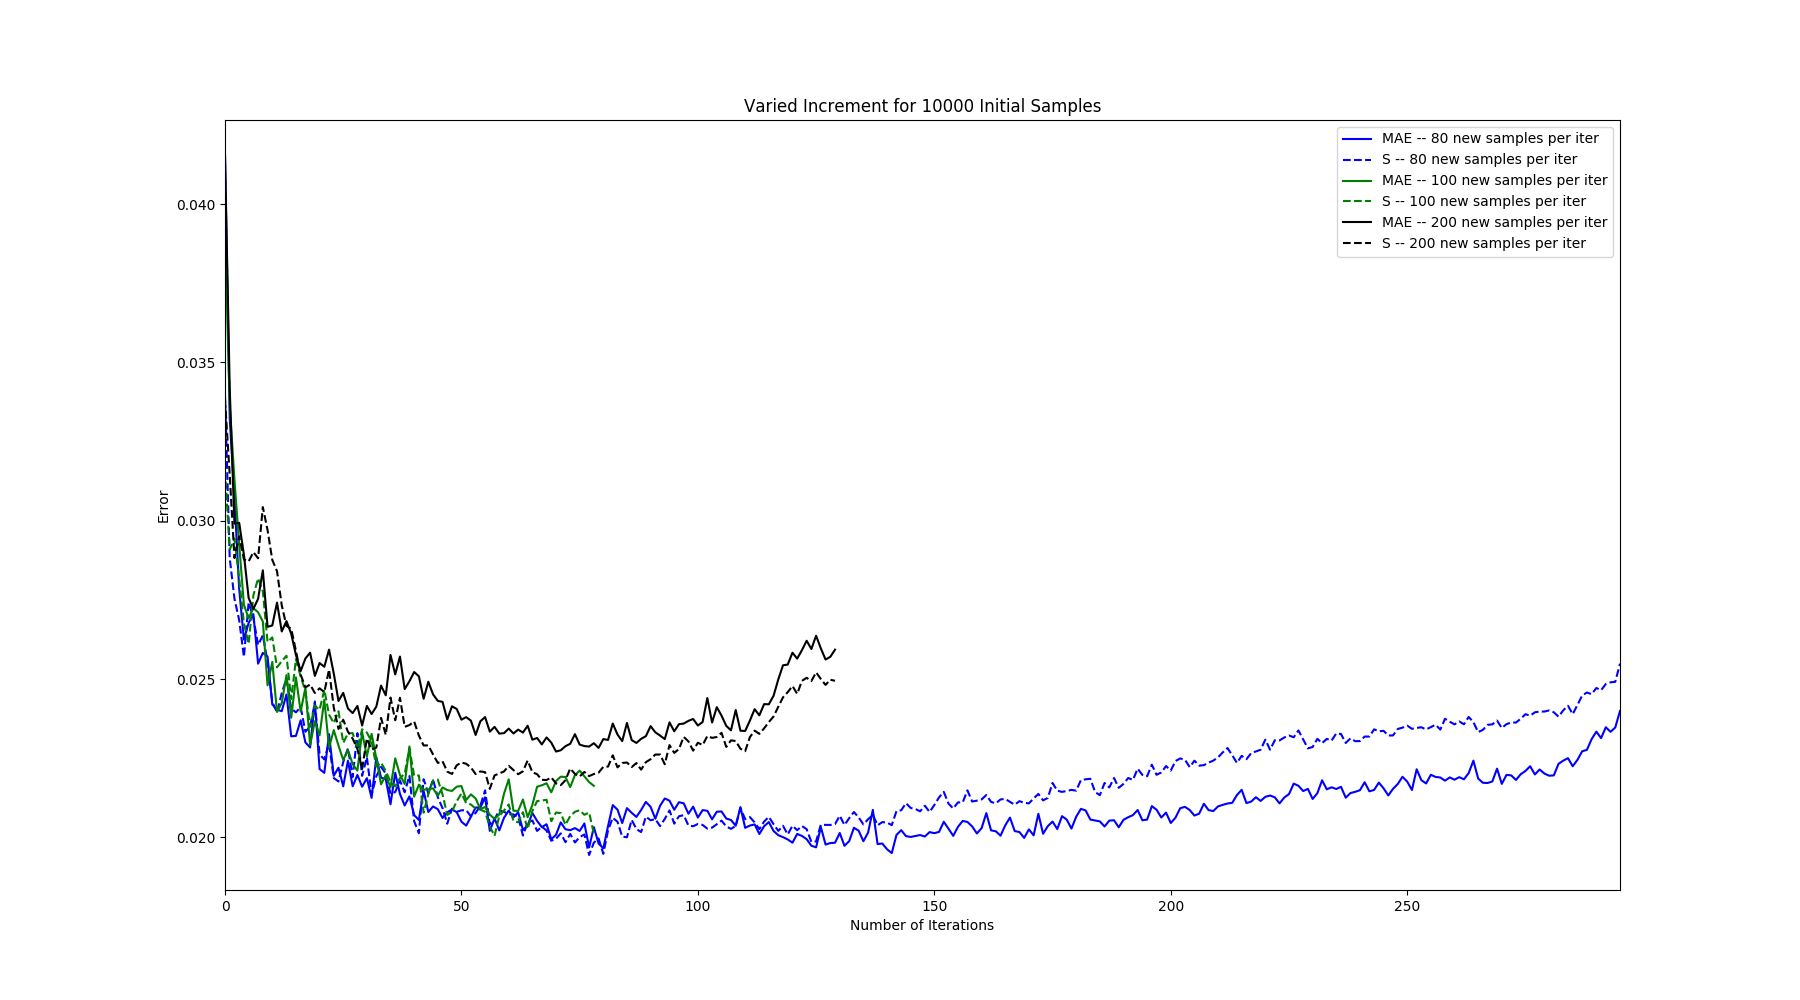 Varied Increment for 10000 Initial Samples
MAE -- 80 new samples per iter
S -- 80 new samples per iter
MAE -- 100 new samples per iter
S -- 100 new samples per iter
MAE -- 200 new samples per iter
S -- 200 new samples per iter
0.040
0.035
0.030
0.025
0.020
Error
0 50 100 150 200 250
Number of Iterations